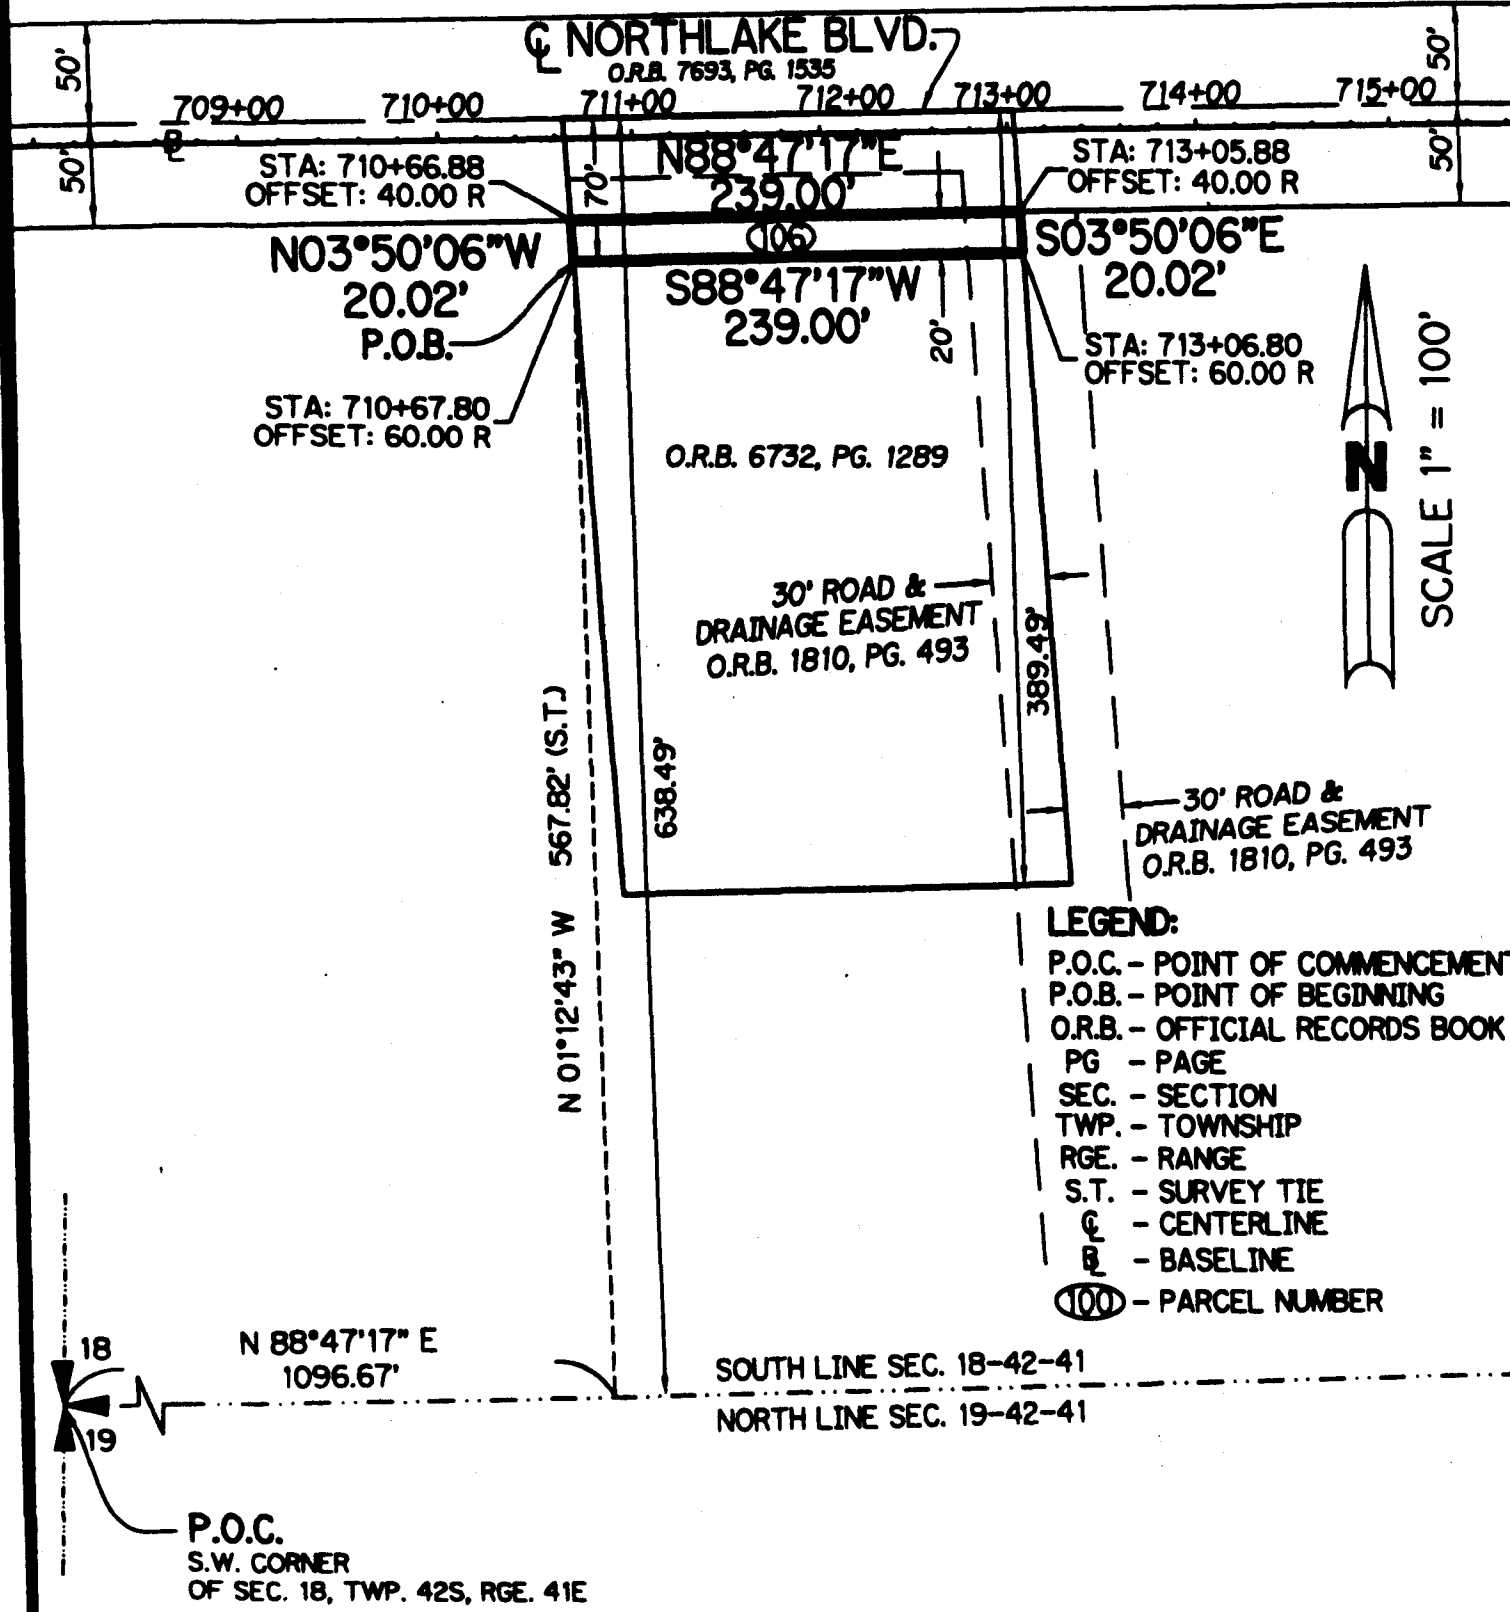 ℄ NORTHLAKE BLVD.
O.R.B. 7693, PG. 1535
50'
50'
709+00
710+00
711+00
712+00
713+00
714+00
715+00
℄
50'
50'
STA: 710+66.88
OFFSET: 40.00 R
70'
N88°47'17"E
239.00'
STA: 713+05.88
OFFSET: 40.00 R
N03°50'06"W
20.02'
P.O.B.
106
S03°50'06"E
20.02'
S88°47'17"W
239.00'
20'
STA: 713+06.80
OFFSET: 60.00 R
STA: 710+67.80
OFFSET: 60.00 R
O.R.B. 6732, PG. 1289
N
SCALE 1" = 100'
30' ROAD &
DRAINAGE EASEMENT
O.R.B. 1810, PG. 493
389.49'
638.49'
N 01°12'43" W 567.82' (S.T.)
30' ROAD &
DRAINAGE EASEMENT
O.R.B. 1810, PG. 493
LEGEND:
P.O.C. - POINT OF COMMENCEMENT
P.O.B. - POINT OF BEGINNING
O.R.B. - OFFICIAL RECORDS BOOK
PG - PAGE
SEC. - SECTION
TWP. - TOWNSHIP
RGE. - RANGE
S.T. - SURVEY TIE
℄ - CENTERLINE
BL - BASELINE
100 - PARCEL NUMBER
18
N 88°47'17" E
1096.67'
SOUTH LINE SEC. 18-42-41
NORTH LINE SEC. 19-42-41
19
P.O.C.
S.W. CORNER
OF SEC. 18, TWP. 42S, RGE. 41E